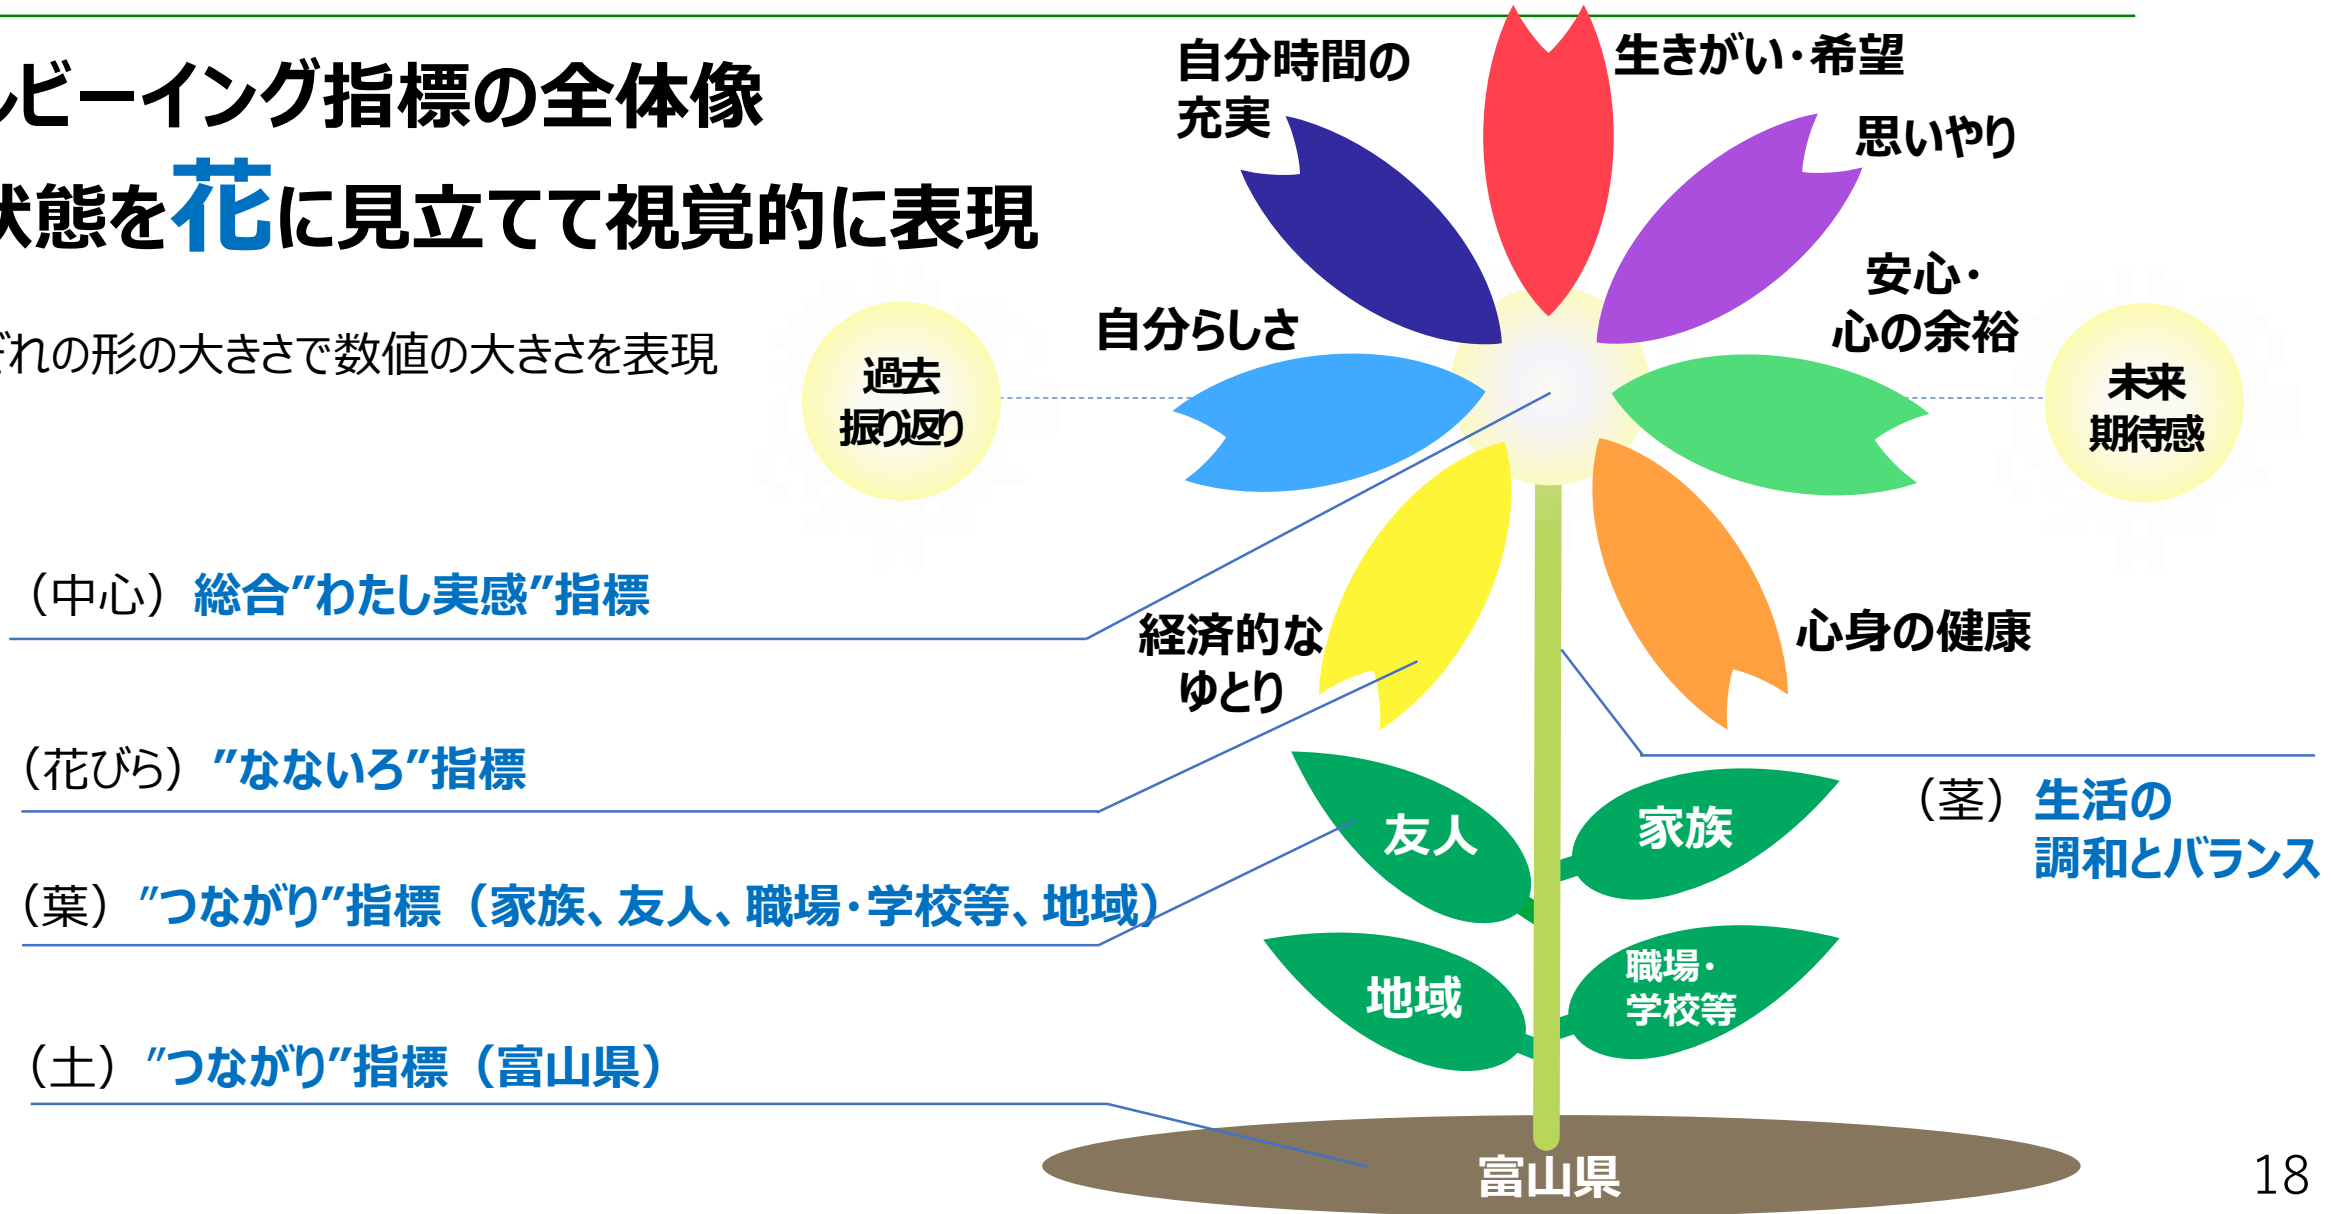 ルビーイング指標の全体像
状態を花に見立てて視覚的に表現
ぞれの形の大きさで数値の大きさを表現
自分時間の
充実
生きがい・希望
思いやり
安心・
心の余裕
自分らしさ
過去
振り返り
未来
期待感
（中心）総合”わたし実感”指標
経済的な
ゆとり
心身の健康
（花びら）”なないろ”指標
（茎）生活の
調和とバランス
友人
家族
（葉）”つながり”指標（家族、友人、職場・学校等、地域）
地域
職場・
学校等
（土）”つながり”指標（富山県）
富山県
18